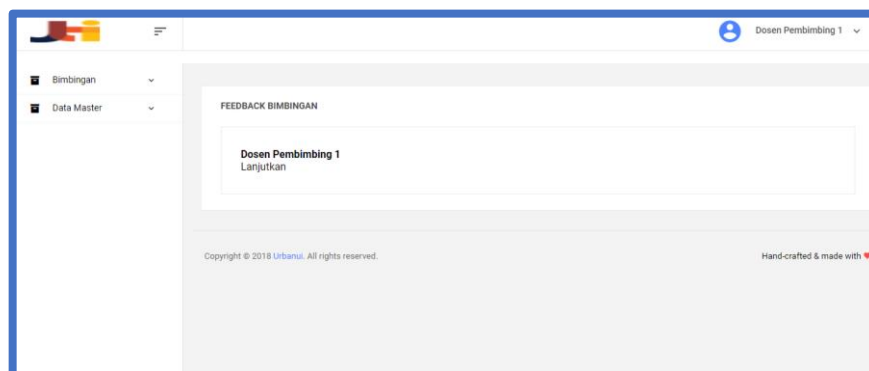 Dosen Pembimbing 1
Bimbingan
Data Master
FEEDBACK BIMBINGAN
Dosen Pembimbing 1
Lanjutkan
Copyright © 2018 Urbanui. All rights reserved.
Hand-crafted & made with